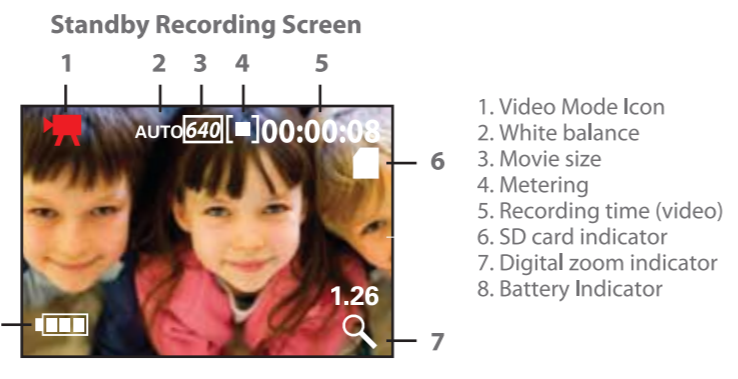 Standby Recording Screen
1 2 3 4 5
AUTO 640 00:00:08
6
1.26
7
1. Video Mode Icon
2. White balance
3. Movie size
4. Metering
5. Recording time (video)
6. SD card indicator
7. Digital zoom indicator
8. Battery Indicator